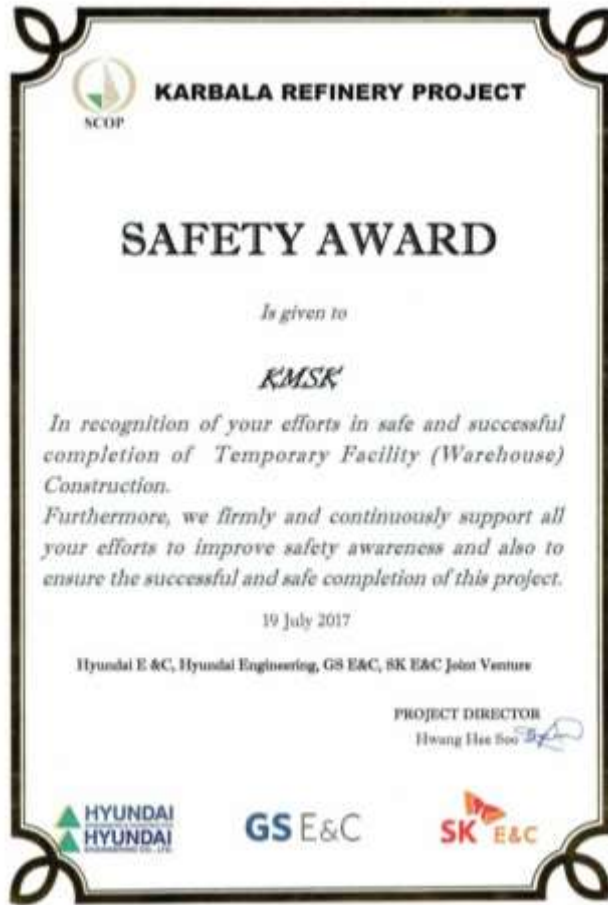 SCOP
KARBALA REFINERY PROJECT
SAFETY AWARD
Is given to
KMSK
In recognition of your efforts in safe and successful
completion of Temporary Facility (Warehouse)
Construction.
Furthermore, we firmly and continuously support all
your efforts to improve safety awareness and also to
ensure the successful and safe completion of this project.
19 July 2017
Hyundai E &C, Hyundai Engineering, GS E&C, SK E&C Joint Venture
PROJECT DIRECTOR
Hwang Hee Soo
HYUNDAI
HYUNDAI
GS E&C
SK E&C